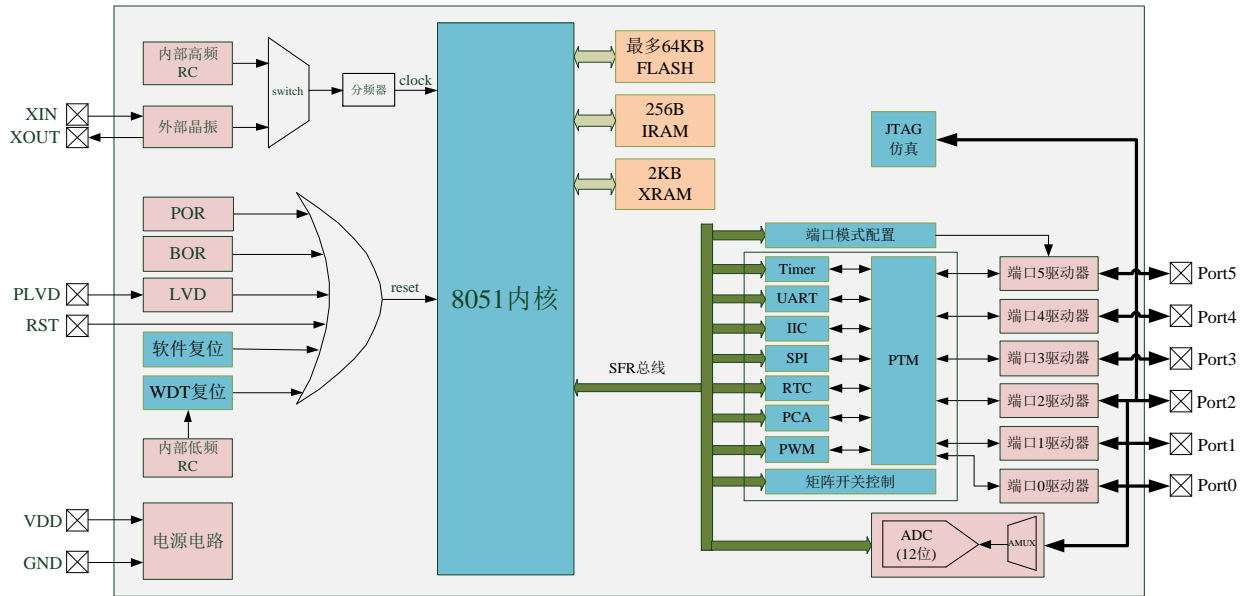 内部高频
RC
switch
分频器
clock
XIN
XOUT
外部晶振
POR
BOR
PLVD
LVD
RST
软件复位
WDT复位
内部低频
RC
reset
VDD
GND
电源电路
8051内核
最多64KB
FLASH
256B
IRAM
2KB
XRAM
JTAG
仿真
SFR总线
端口模式配置
Timer
UART
IIC
SPI
RTC
PCA
PWM
PTM
矩阵开关控制
端口5驱动器
Port5
端口4驱动器
Port4
端口3驱动器
Port3
端口2驱动器
Port2
端口1驱动器
Port1
端口0驱动器
Port0
ADC
(12位)
AMUX